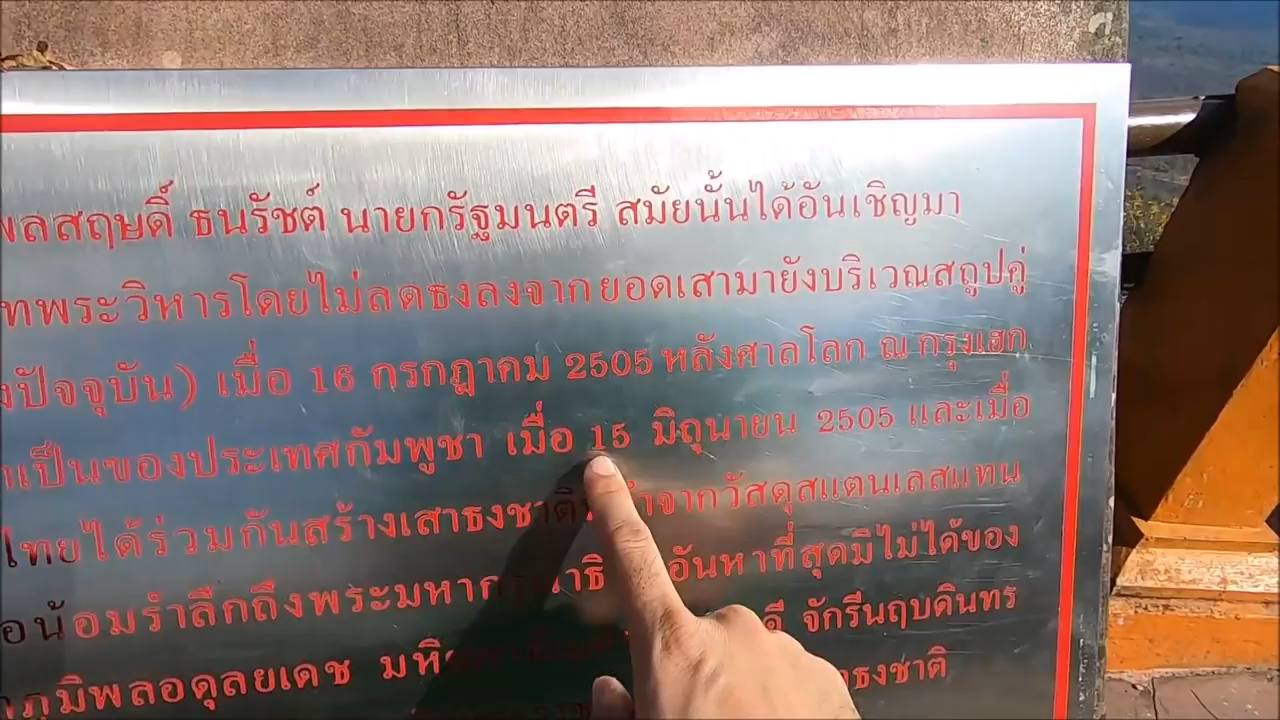 พลสฤษดิ์ ธนรัชต์ นายกรัฐมนตรี สมัยนั้นได้อันเชิญมา
ทพระวิหารโดยไม่ลดธงลงจากยอดเสามายังบริเวณสถูปคู่
ปัจจุบัน) เมื่อ 16 กรกฎาคม 2505 หลังศาลโลก ณ กรุงเฮก
เป็นของประเทศกัมพูชา เมื่อ 15 มิถุนายน 2505 และเมื่อ
ไทยได้ร่วมกันสร้างเสาธงชาติ จากวัสดุสแตนเลสแทน
น้อมรำลึกถึงพระมหา อันหาที่สุดมิไม่ได้ของ
ภูมิพลอดุลยเดช จักรีนฤบดินทร
ธงชาติ